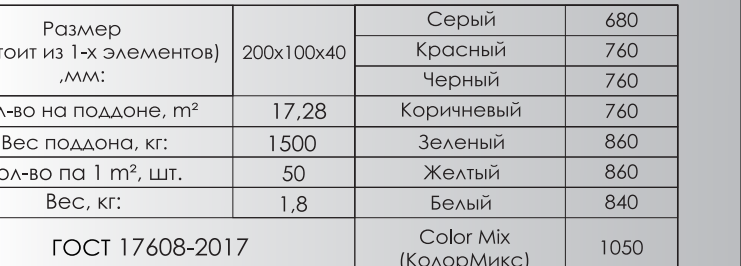 Размер 200х100х40 Серый 680
тоит из 1-х элементов) Красный 760
,мм: Черный 760
л-во на поддоне, m² 17,28 Коричневый 760
Вес поддона, кг: 1500 Зеленый 860
ол-во па 1 m², шт. 50 Желтый 860
Вес, кг: 1,8 Белый 840
ГОСТ 17608-2017 Color Mix 1050
(КолорМикс)